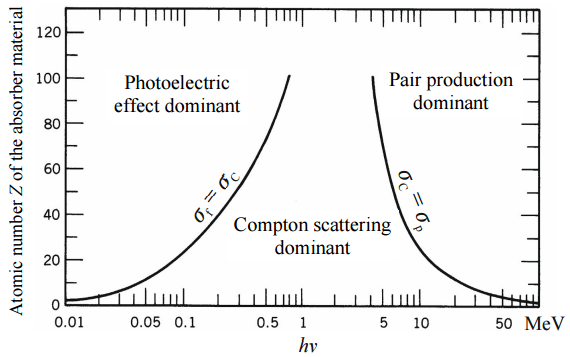 Atomic number Z of the absorber material
120
100
80
60
40
20
0
Photoelectric
effect dominant
Pair production
dominant
σf = σC
σC = σp
Compton scattering
dominant
0.01 0.05 0.1 0.5 1 5 10 50 MeV
hν